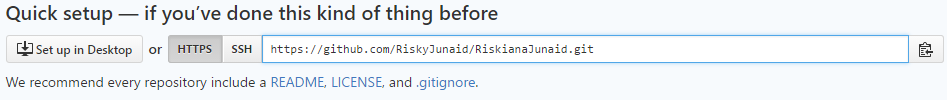 Quick setup — if you've done this kind of thing before
Set up in Desktop or HTTPS SSH https://github.com/RiskyJunaid/RiskianaJunaid.git
We recommend every repository include a README, LICENSE, and .gitignore.